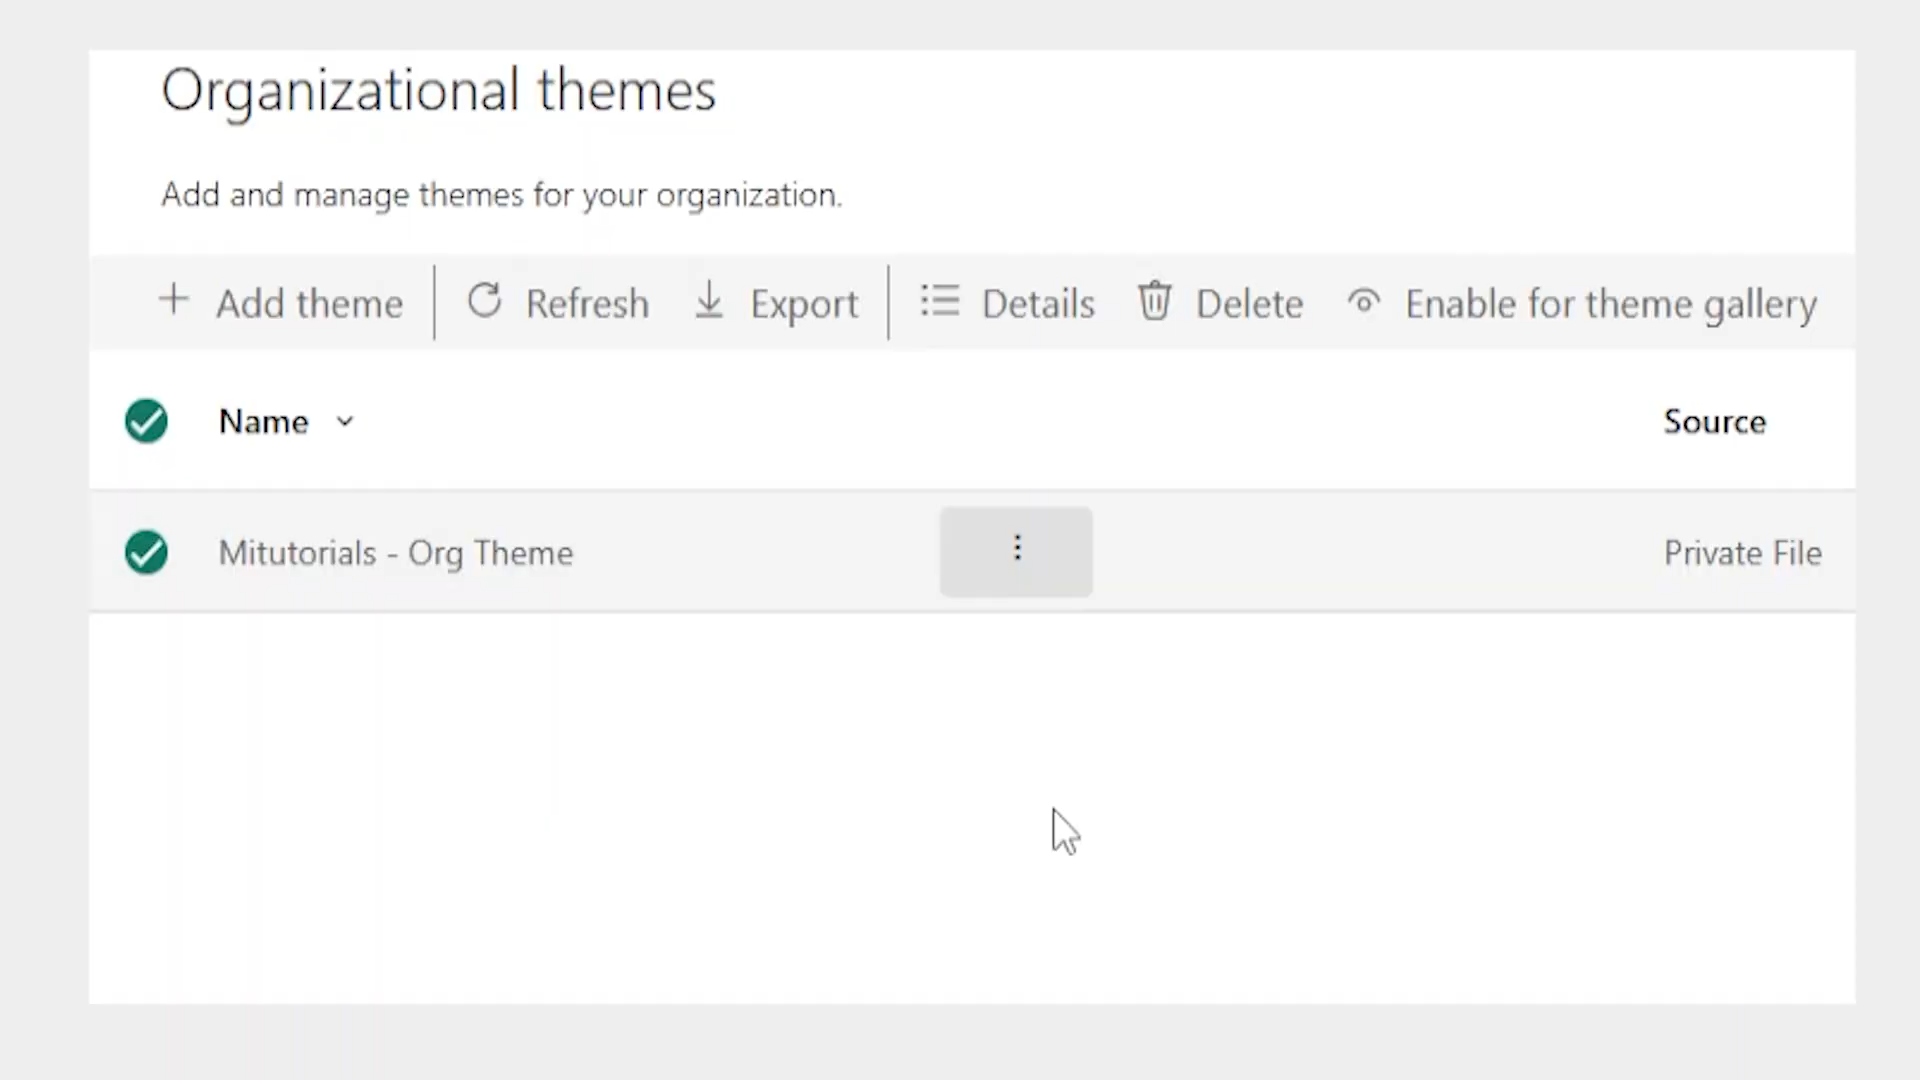 Organizational themes
Add and manage themes for your organization.
Add theme Refresh Export Details Delete Enable for theme gallery
Name Source
Mitutorials - Org Theme Private File